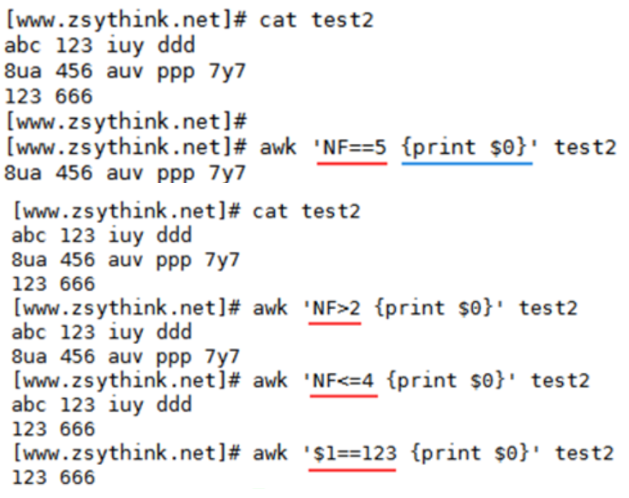 [www.zsythink.net]# cat test2
abc 123 iuy ddd
8ua 456 auv ppp 7y7
123 666
[www.zsythink.net]#
[www.zsythink.net]# awk 'NF==5 {print $0}' test2
8ua 456 auv ppp 7y7
[www.zsythink.net]# cat test2
abc 123 iuy ddd
8ua 456 auv ppp 7y7
123 666
[www.zsythink.net]# awk 'NF>2 {print $0}' test2
abc 123 iuy ddd
8ua 456 auv ppp 7y7
[www.zsythink.net]# awk 'NF<=4 {print $0}' test2
abc 123 iuy ddd
123 666
[www.zsythink.net]# awk '$1==123 {print $0}' test2
123 666